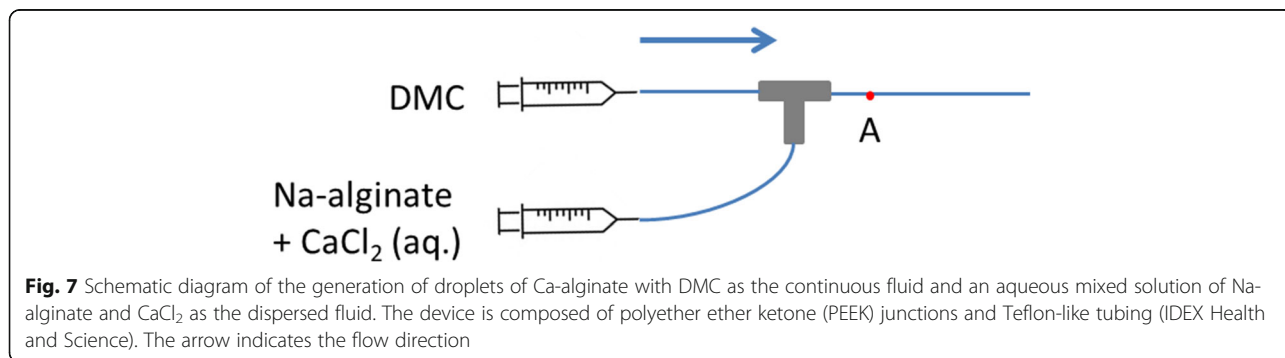 DMC
A
Na-alginate
+ CaCl₂ (aq.)
Fig. 7 Schematic diagram of the generation of droplets of Ca-alginate with DMC as the continuous fluid and an aqueous mixed solution of Na-
alginate and CaCl₂ as the dispersed fluid. The device is composed of polyether ether ketone (PEEK) junctions and Teflon-like tubing (IDEX Health
and Science). The arrow indicates the flow direction